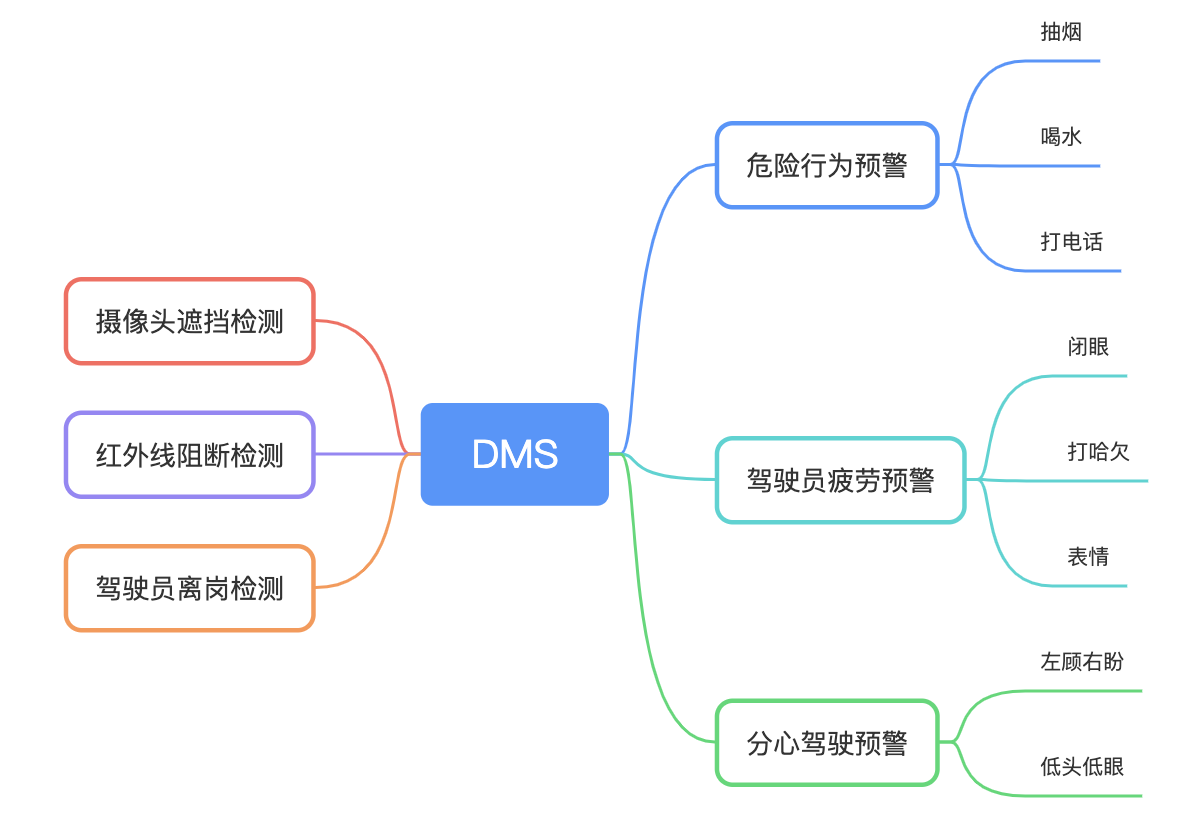 抽烟
喝水
危险行为预警
打电话
摄像头遮挡检测
闭眼
红外线阻断检测
DMS
打哈欠
驾驶员疲劳预警
驾驶员离岗检测
表情
左顾右盼
分心驾驶预警
低头低眼